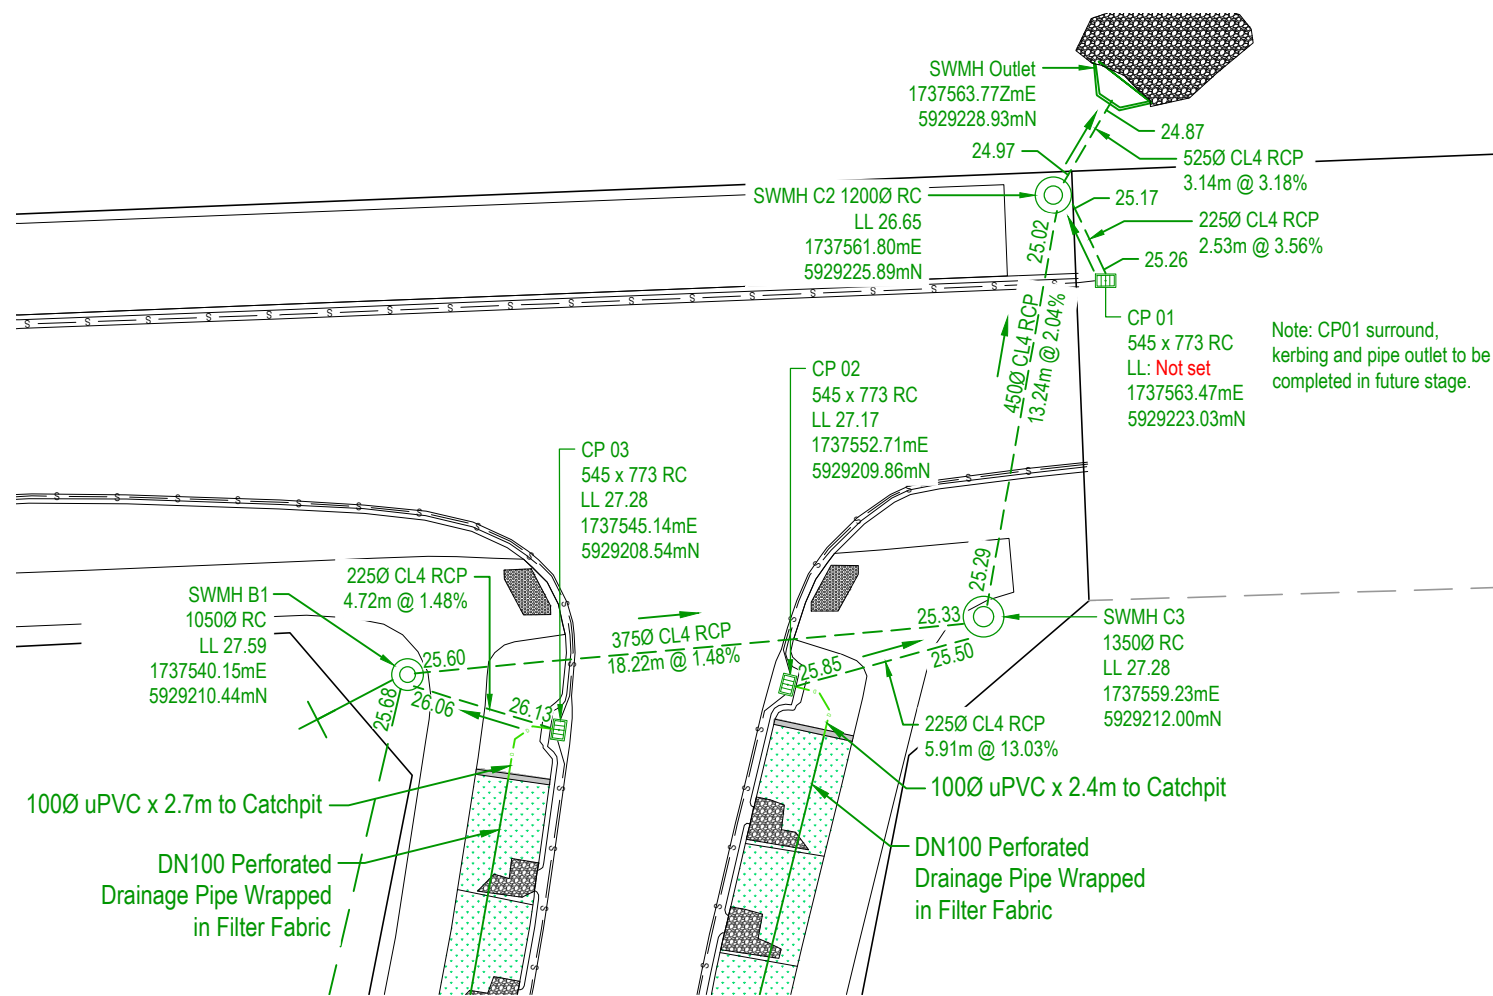 SWMH Outlet
1737563.77ZmE
5929228.93mN
24.87
24.97
525Ø CL4 RCP
3.14m @ 3.18%
SWMH C2 1200Ø RC
LL 26.65
1737561.80mE
5929225.89mN
25.17
225Ø CL4 RCP
2.53m @ 3.56%
25.02
25.26
450Ø CL4 RCP
13.24m @ 2.04%
CP 01
545 x 773 RC
LL: Not set
1737563.47mE
5929223.03mN
Note: CP01 surround,
kerbing and pipe outlet to be
completed in future stage.
CP 02
545 x 773 RC
LL 27.17
1737552.71mE
5929209.86mN
CP 03
545 x 773 RC
LL 27.28
1737545.14mE
5929208.54mN
225Ø CL4 RCP
4.72m @ 1.48%
SWMH B1
1050Ø RC
LL 27.59
1737540.15mE
5929210.44mN
25.60
25.68
26.06
26.13
375Ø CL4 RCP
18.22m @ 1.48%
25.29
25.33
25.50
25.85
SWMH C3
1350Ø RC
LL 27.28
1737559.23mE
5929212.00mN
225Ø CL4 RCP
5.91m @ 13.03%
100Ø uPVC x 2.7m to Catchpit
100Ø uPVC x 2.4m to Catchpit
DN100 Perforated
Drainage Pipe Wrapped
in Filter Fabric
DN100 Perforated
Drainage Pipe Wrapped
in Filter Fabric